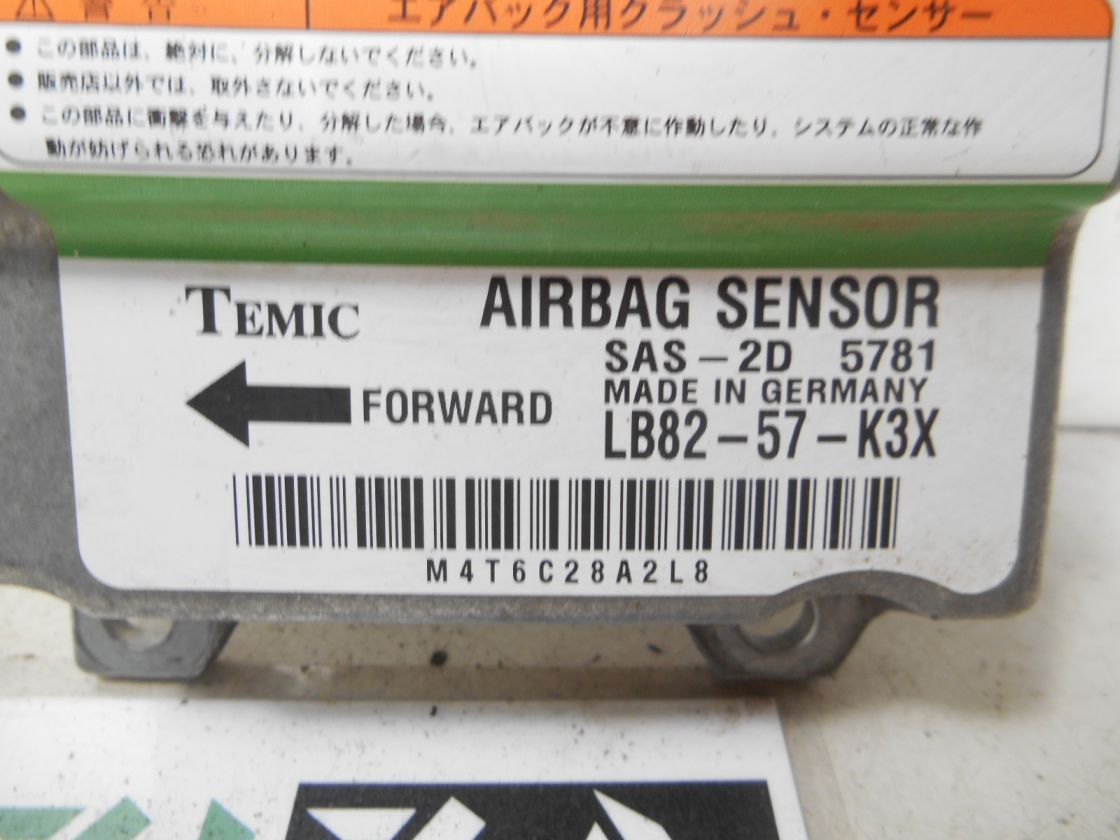 警告 エアバック用クラッシュ・センサー
● この部品は、絶対に、分解しないでください。
● 販売店以外では、取外さないでください。
● この部品に衝撃を与えたり、分解した場合、エアバックが不意に作動したり、システムの正常な作
動が妨げられる恐れがあります。
TEMIC
AIRBAG SENSOR
SAS-2D 5781
MADE IN GERMANY
FORWARD
LB82-57-K3X
M4T6C28A2L8